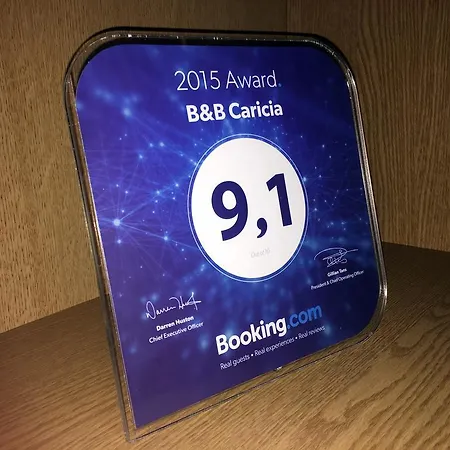 2015 Award
B&B Caricia
9,1
Darren Huston
Chief Executive Officer
Gillian Tans
President & Chief Operating Officer
Booking.com
Real guests • Real experiences • Real reviews